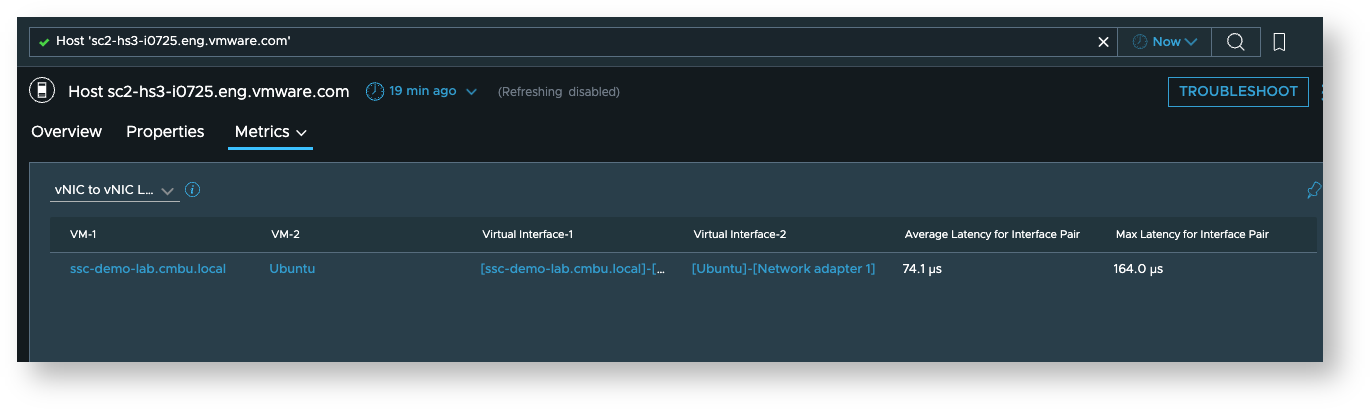 Host 'sc2-hs3-i0725.eng.vmware.com' Now
Host sc2-hs3-i0725.eng.vmware.com 19 min ago (Refreshing disabled) TROUBLESHOOT
Overview Properties Metrics
vNIC to vNIC L...
VM-1 VM-2 Virtual Interface-1 Virtual Interface-2 Average Latency for Interface Pair Max Latency for Interface Pair
ssc-demo-lab.cmbu.local Ubuntu [ssc-demo-lab.cmbu.local]-[... [Ubuntu]-[Network adapter 1] 74.1 µs 164.0 µs